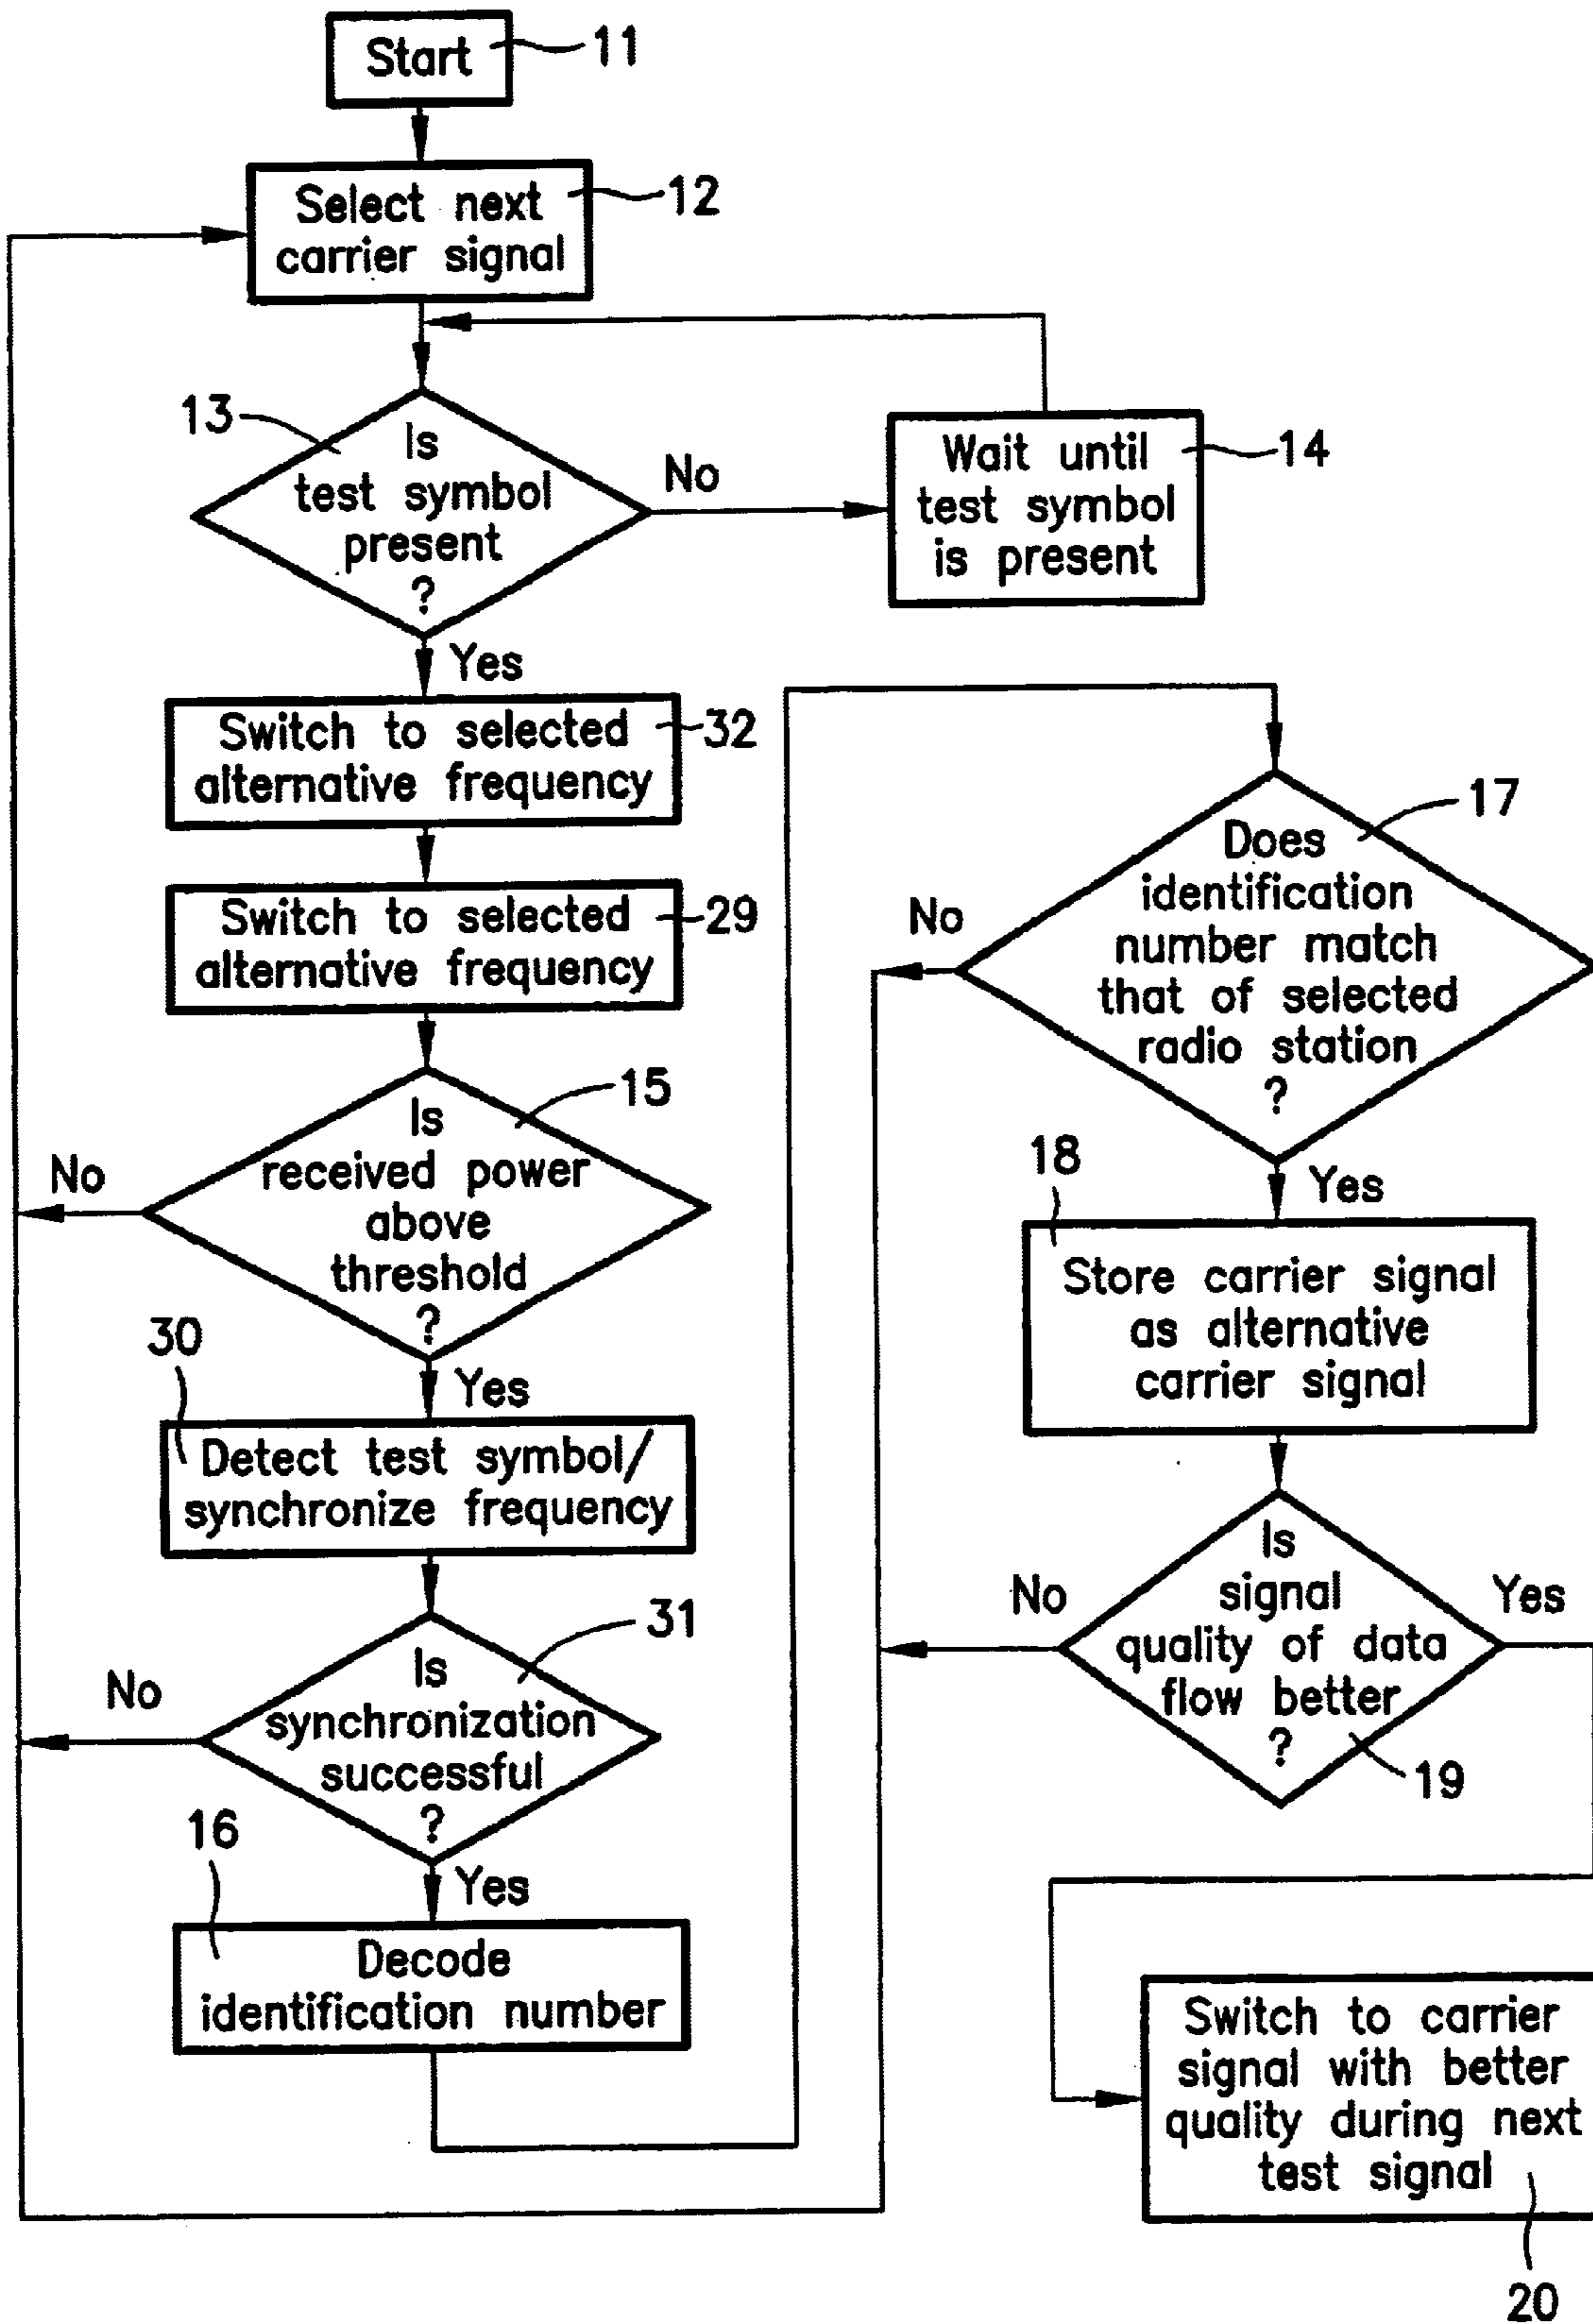 Start
11
Select next
carrier signal
12
13
Is
test symbol
present
?
No
Wait until
test symbol
is present
14
Yes
Switch to selected
alternative frequency
32
Switch to selected
alternative frequency
29
15
Is
received power
above
threshold
?
No
Yes
30
Detect test symbol/
synchronize frequency
31
Is
synchronization
successful
?
No
Yes
16
Decode
identification number
17
Does
identification
number match
that of selected
radio station
?
No
Yes
18
Store carrier signal
as alternative
carrier signal
Is
signal
quality of data
flow better
?
No
Yes
19
Switch to carrier
signal with better
quality during next
test signal
20